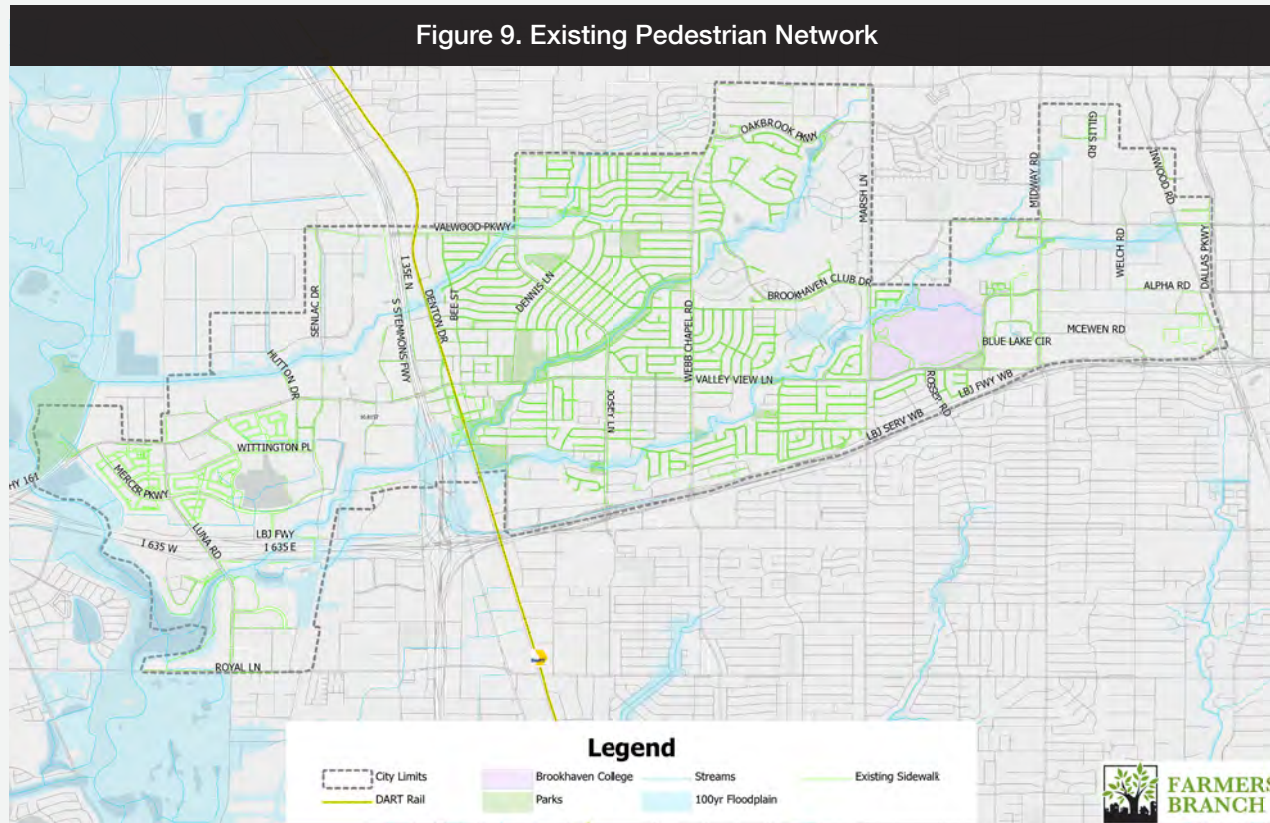 Figure 9. Existing Pedestrian Network
OAKBROOK PKWY
GILLIS RD
MIDWAY RD
INWOOD RD
MARSH LN
VALWOOD PKWY
WELCH RD
DALLAS PKWY
I 35E N
SENLAC DR
S STEMMONS FWY
DENTON DR
BEE ST
DENNIS LN
BROOKHAVEN CLUB DR
ALPHA RD
WEBB CHAPEL RD
MCEWEN RD
BLUE LAKE CIR
HUTTON DR
VALLEY VIEW LN
JOSEY LN
ROSSER RD
LBJ FWY WB
LBJ SERV WB
WITTINGTON PL
MERCER PKWY
HY 161
LUNA RD
LBJ FWY
I 635 W
I 635 E
ROYAL LN
Legend
City Limits
Brookhaven College
Streams
Existing Sidewalk
DART Rail
Parks
100yr Floodplain
FARMERS
BRANCH